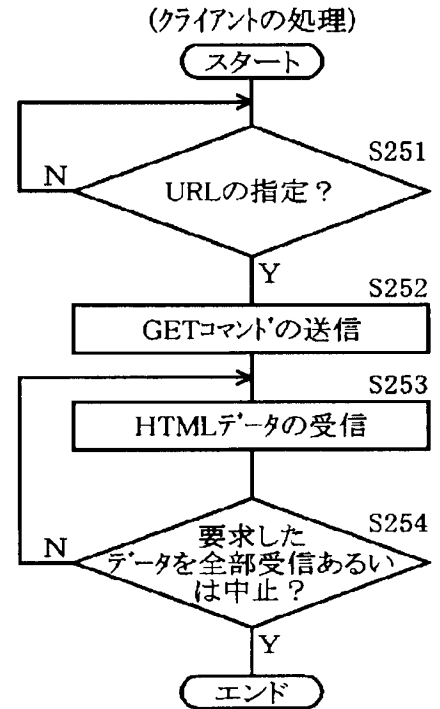 (クライアントの処理)
スタート
S251
N
URLの指定?
Y
S252
GETコマンドの送信
S253
HTMLデータの受信
S254
要求した
N
データを全部受信あるい
は中止?
Y
エンド